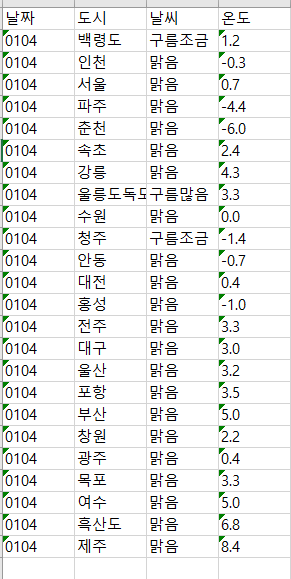 날짜 도시 날씨 온도
0104 백령도 구름조금 1.2
0104 인천 맑음 -0.3
0104 서울 맑음 0.7
0104 파주 맑음 -4.4
0104 춘천 맑음 -6.0
0104 속초 맑음 2.4
0104 강릉 맑음 4.3
0104 울릉도독도 구름많음 3.3
0104 수원 맑음 0.0
0104 청주 구름조금 -1.4
0104 안동 맑음 -0.7
0104 대전 맑음 0.4
0104 홍성 맑음 -1.0
0104 전주 맑음 3.3
0104 대구 맑음 3.0
0104 울산 맑음 3.2
0104 포항 맑음 3.5
0104 부산 맑음 5.0
0104 창원 맑음 2.2
0104 광주 맑음 0.4
0104 목포 맑음 3.3
0104 여수 맑음 5.0
0104 흑산도 맑음 6.8
0104 제주 맑음 8.4